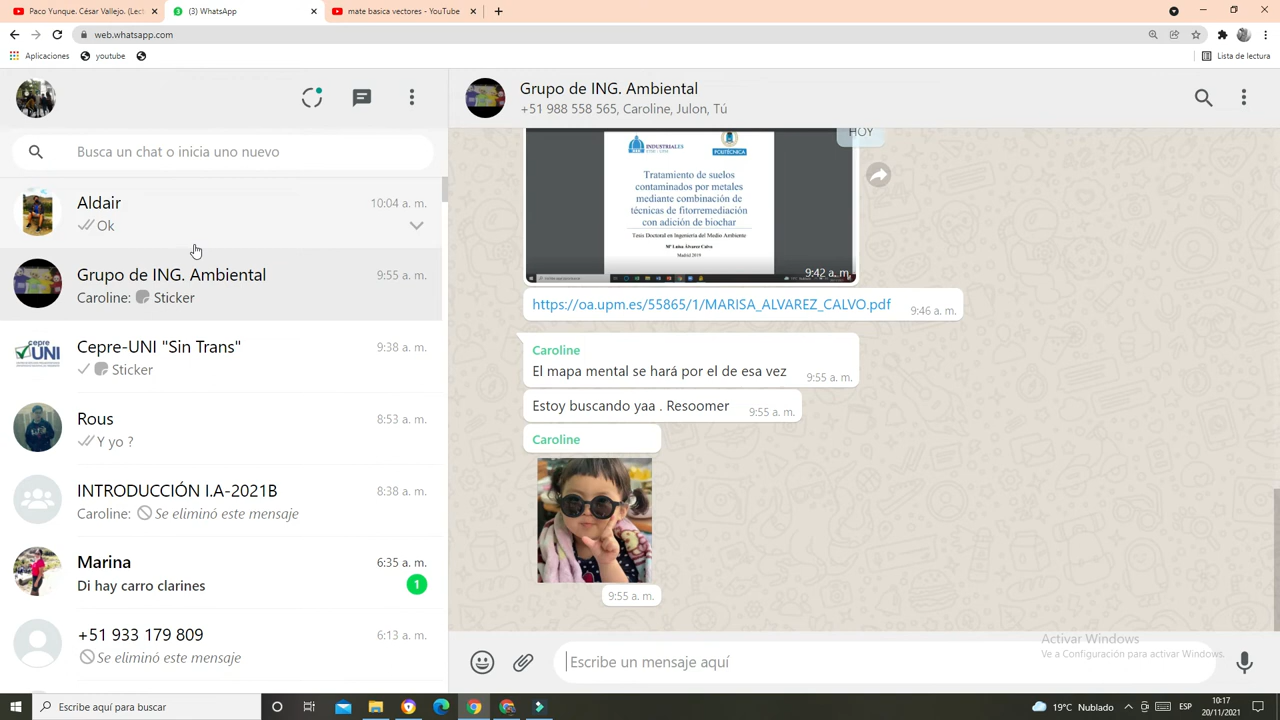 Paco Yunque. César Vallejo. (Lect
(3) WhatsApp
mate basica vectores - YouTube
web.whatsapp.com
Aplicaciones
youtube
Lista de lectura
Busca un chat o inicia uno nuevo
Aldair
10:04 a. m.
Ok
Grupo de ING. Ambiental
9:55 a. m.
Caroline: Sticker
Cepre-UNI "Sin Trans"
9:38 a. m.
Sticker
Rous
8:53 a. m.
Y yo ?
INTRODUCCIÓN I.A-2021B
8:38 a. m.
Caroline: Se eliminó este mensaje
Marina
6:35 a. m.
Di hay carro clarines
1
+51 933 179 809
6:13 a. m.
Se eliminó este mensaje
cepre
UNI
Grupo de ING. Ambiental
+51 988 558 565, Caroline, Julon, Tú
HOY
INDUSTRIALES
POLITÉCNICA
Tratamiento de suelos
contaminados por metales
mediante combinación de
técnicas de fitorremediación
con adición de biochar
Tesis Doctoral en Ingeniería del Medio Ambiente
Mª Luisa Álvarez Calvo
Madrid 2019
9:42 a. m.
https://oa.upm.es/55865/1/MARISA_ALVAREZ_CALVO.pdf
9:46 a. m.
Caroline
El mapa mental se hará por el de esa vez
9:55 a. m.
Estoy buscando yaa . Resoomer
9:55 a. m.
Caroline
9:55 a. m.
Activar Windows
Ve a Configuración para activar Windows.
Escribe un mensaje aquí
Escribe aquí para buscar
19°C Nublado
ESP
10:17
20/11/2021